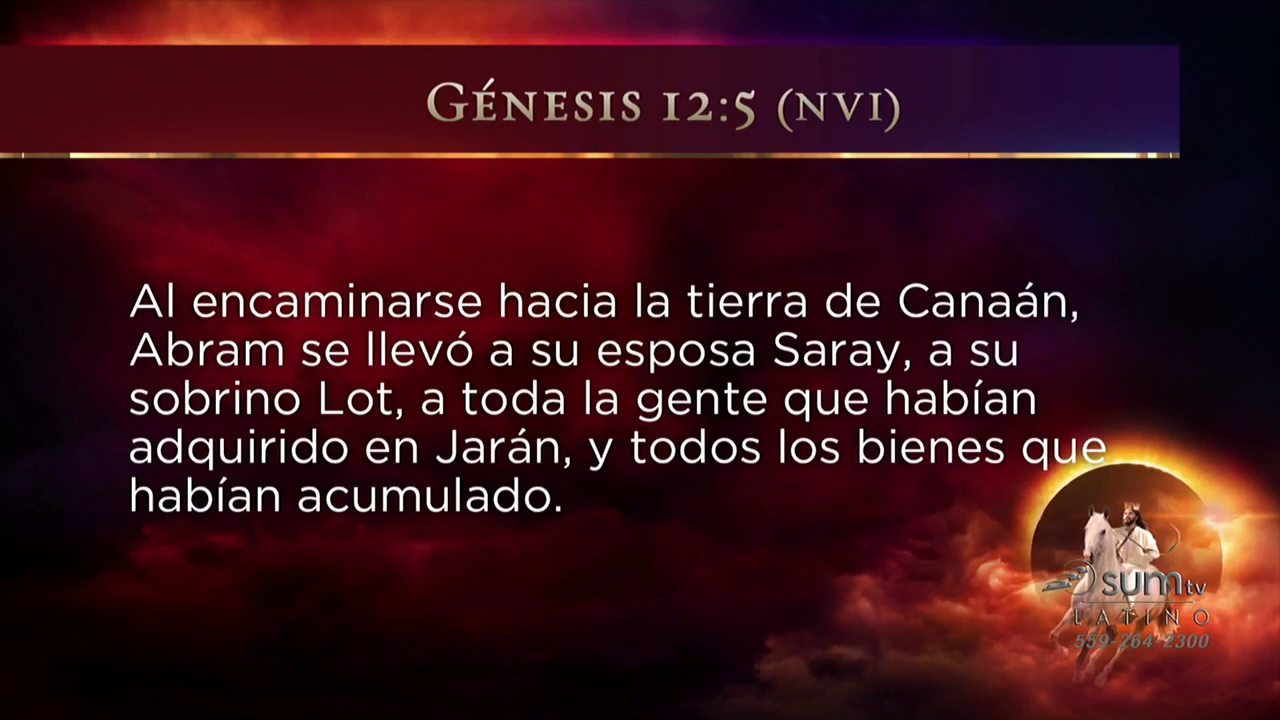 GÉNESIS 12:5 (NVI)
Al encaminarse hacia la tierra de Canaán,
Abram se llevó a su esposa Saray, a su
sobrino Lot, a toda la gente que habían
adquirido en Jarán, y todos los bienes que
habían acumulado.
sumtv
LATINO
559-264-2300